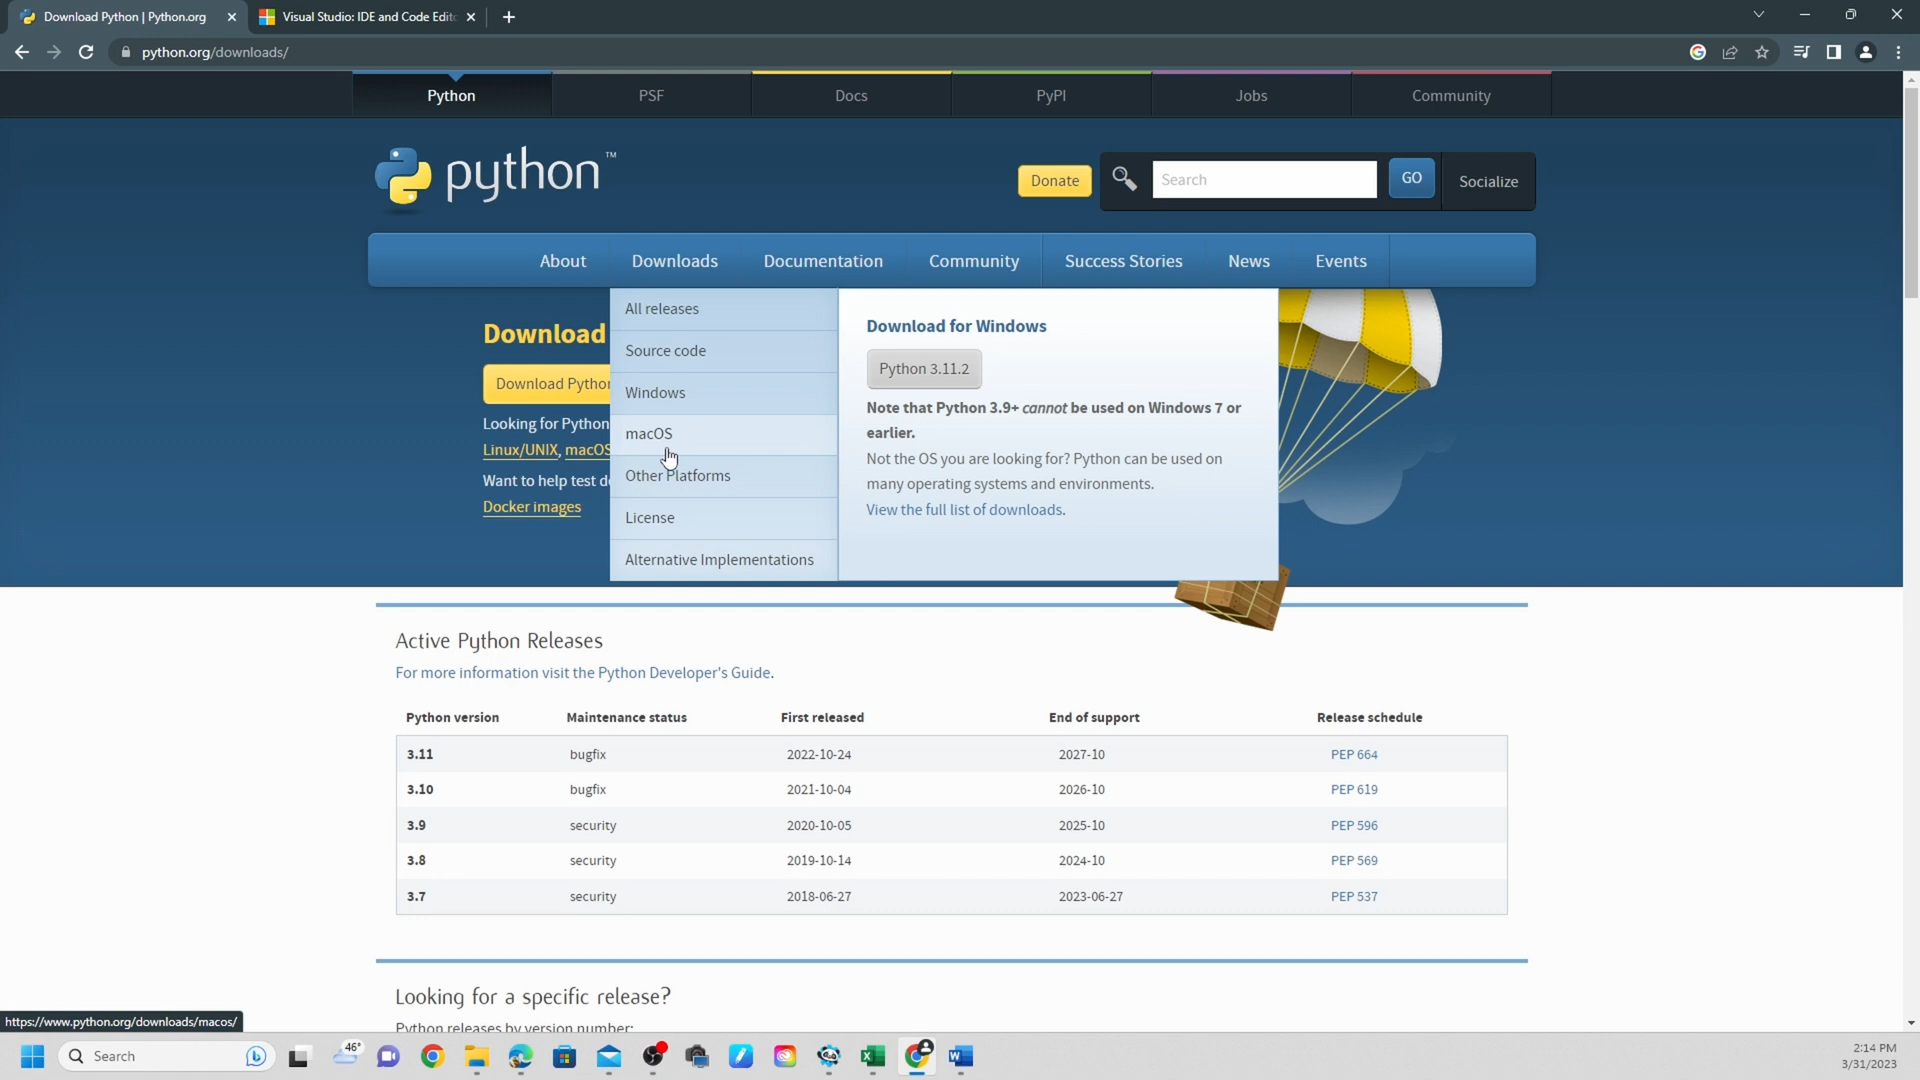 Download Python | Python.org
Visual Studio: IDE and Code Edito
python.org/downloads/
Python
PSF
Docs
PyPI
Jobs
Community
python™
Donate
Search
GO
Socialize
About
Downloads
Documentation
Community
Success Stories
News
Events
Download
Download Python
Looking for Python
Linux/UNIX, macOS
Want to help test de
Docker images
All releases
Source code
Windows
macOS
Other Platforms
License
Alternative Implementations
Download for Windows
Python 3.11.2
Note that Python 3.9+ cannot be used on Windows 7 or
earlier.
Not the OS you are looking for? Python can be used on
many operating systems and environments.
View the full list of downloads.
Active Python Releases
For more information visit the Python Developer's Guide.
Python version Maintenance status First released End of support Release schedule
3.11 bugfix 2022-10-24 2027-10 PEP 664
3.10 bugfix 2021-10-04 2026-10 PEP 619
3.9 security 2020-10-05 2025-10 PEP 596
3.8 security 2019-10-14 2024-10 PEP 569
3.7 security 2018-06-27 2023-06-27 PEP 537
Looking for a specific release?
Python releases by version number:
https://www.python.org/downloads/macos/
Search
46°
2:14 PM
3/31/2023